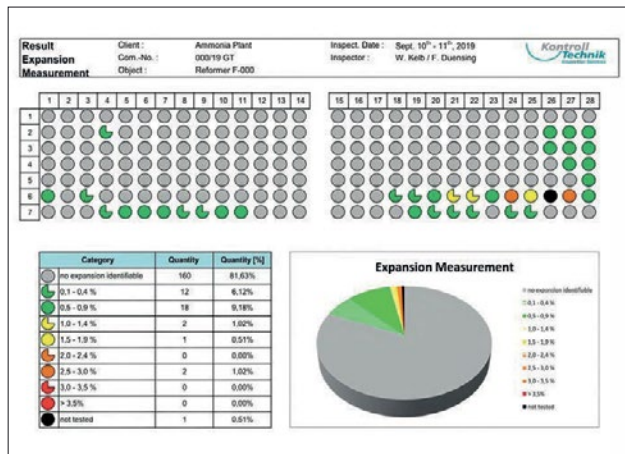 Result Client : Ammonia Plant Inspect. Date : Sept. 10th - 11th, 2019
Expansion Com.-No. : 000/19 GT Inspector : W. Kelb / F. Duensing
Measurement Object : Reformer F-000
Kontroll
Technik
1 2 3 4 5 6 7 8 9 10 11 12 13 14 15 16 17 18 19 20 21 22 23 24 25 26 27 28
1
2
3
4
5
6
7
Category Quantity Quantity [%]
no expansion identifiable 160 81,63%
0,1 - 0,4 % 12 6,12%
0,5 - 0,9 % 18 9,18%
1,0 - 1,4 % 2 1,02%
1,5 - 1,9 % 1 0,51%
2,0 - 2,4 % 0 0,00%
2,5 - 3,0 % 2 1,02%
3,0 - 3,5 % 0 0,00%
> 3,5% 0 0,00%
not tested 1 0,51%
Expansion Measurement
no expansion identifiable
0,1 - 0,4 %
0,5 - 0,9 %
1,0 - 1,4 %
1,5 - 1,9 %
2,0 - 2,4 %
2,5 - 3,0 %
3,0 - 3,5 %
> 3,5%
not tested